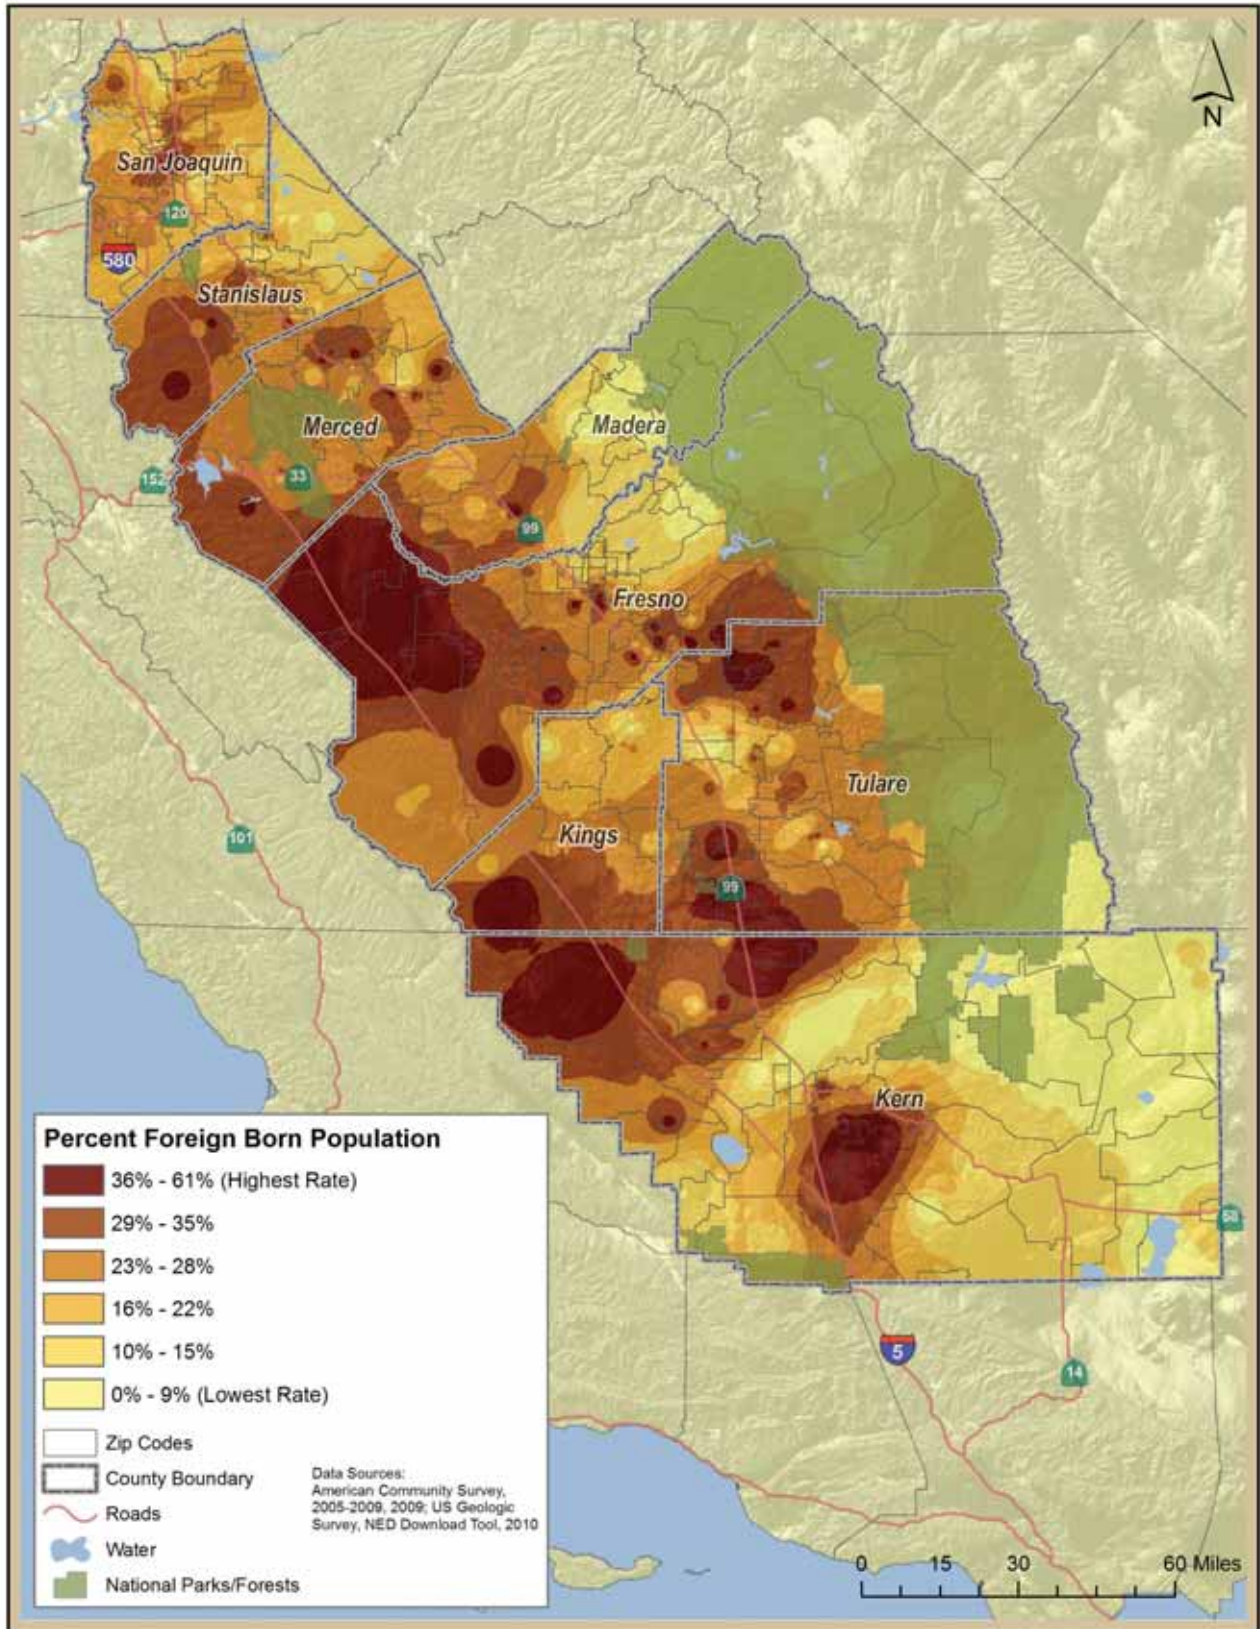 N
San Joaquin
120
580
Stanislaus
Merced
Madera
152
33
99
Fresno
Tulare
Kings
101
99
Kern
58
5
14
Percent Foreign Born Population
36% - 61% (Highest Rate)
29% - 35%
23% - 28%
16% - 22%
10% - 15%
0% - 9% (Lowest Rate)
Zip Codes
County Boundary
Roads
Water
National Parks/Forests
Data Sources:
American Community Survey,
2005-2009, 2009; US Geologic
Survey, NED Download Tool, 2010
0 15 30 60 Miles